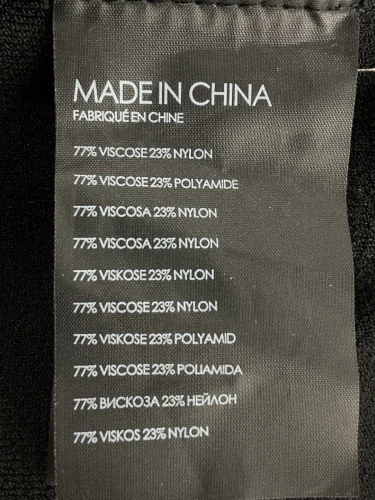 MADE IN CHINA
FABRIQUÉ EN CHINE
77% VISCOSE 23% NYLON
77% VISCOSE 23% POLYAMIDE
77% VISCOSA 23% NYLON
77% VISCOSA 23% NYLON
77% VISKOSE 23% NYLON
77% VISCOSE 23% NYLON
77% VISKOSE 23% POLYAMID
77% VISCOSE 23% POLIAMIDA
77% ВИСКОЗА 23% НЕЙЛОН
77% VISKOS 23% NYLON